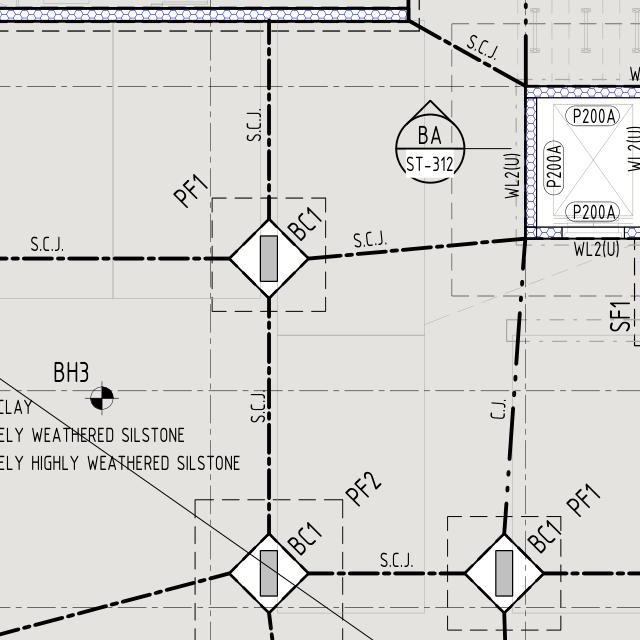 S.C.J.
W
BA
ST-312
P200A
P200A
P200A
WL2(U)
WL2(U)
WL2(U)
S.C.J.
PF1
BC1
S.C.J.
S.C.J.
SF1
BH3
CLAY
ELY WEATHERED SILSTONE
ELY HIGHLY WEATHERED SILSTONE
S.C.J.
C.J.
PF2
BC1
S.C.J.
PF1
BC1